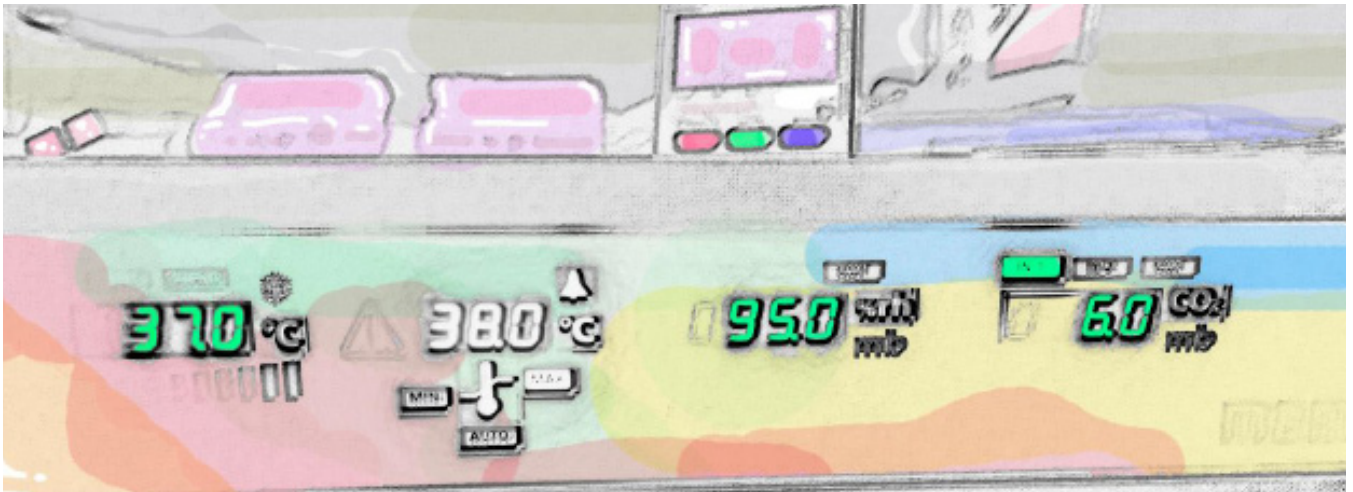 37.0 °C
38.0 °C
95.0 %rh
mb
6.0 CO₂
mb
MIN
MAX
AUTO